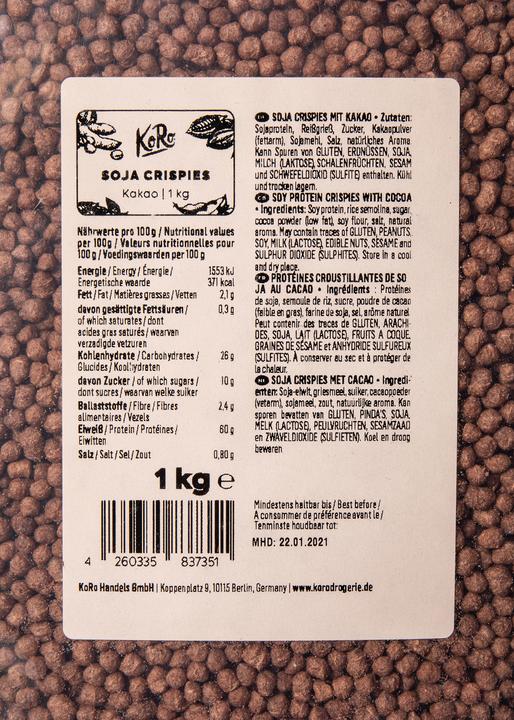 KoRo
SOJA CRISPIES
Kakao | 1 kg
Nährwerte pro 100 g / Nutritional values
per 100g / Valeurs nutritionnelles pour
100 g / Voedingswaarden per 100 g
Energie / Energy / Énergie / 1553 kJ
Energetische waarde 371 kcal
Fett / Fat / Matières grasses / Vetten 2,1 g
davon gesättigte Fettsäuren / 0,3 g
of which saturates / dont
acides gras saturés / waarvan
verzadigde vetzuren
Kohlenhydrate / Carbohydrates / 26 g
Glucides / Koolhydraten
davon Zucker / of which sugars / 10 g
dont sucres / waarvan welke suiker
Ballaststoffe / Fibre / Fibres 2,4 g
alimentaires / Vezels
Eiweiß / Protein / Protéines / 60 g
Eiwitten
Salz / Salt / Sel / Zout 0,80 g
1 kg e
4 260335 837351
SOJA CRISPIES MIT KAKAO • Zutaten:
Sojaprotein, Reißgrieß, Zucker, Kakaopulver
(fettarm), Sojamehl, Salz, natürliches Aroma
Kann Spuren von GLUTEN, ERDNÜSSEN, SOJA,
MILCH (LAKTOSE), SCHALENFRÜCHTEN, SESAM
und SCHWEFELDIOXID (SULFITE) enthalten. Kühl
und trocken lagern.
SOY PROTEIN CRISPIES WITH COCOA
• Ingredients: Soy protein, rice semolina, sugar,
cocoa powder (low fat), soy flour, salt, natural
aroma. May contain traces of GLUTEN, PEANUTS,
SOY, MILK (LACTOSE), EDIBLE NUTS, SESAME and
SULPHUR DIOXIDE (SULPHITES). Store in a cool
and dry place.
PROTÉINES CROUSTILLANTES DE SO
JA AU CACAO • Ingrédients : Protéines
de soja, semoule de riz, sucre, poudre de cacao
(faible en gras), farine de soja, sel, arôme naturel
Peut contenir des traces de GLUTEN, ARACHI-
DES, SOJA, LAIT (LACTOSE), FRUITS A COQUE,
GRAINES DE SÉSAME et ANHYDRIDE SULFUREUX
(SULFITES). À conserver au sec et à protéger de
la chaleur.
NL SOJA CRISPIES MET CACAO • Ingredi-
enten: Soja-eiwit, griesmeel, suiker, cacaopoeder
(vetarm), sojameel, zout, natuurlijke aroma. Kan
sporen bevatten van GLUTEN, PINDA'S, SOJA,
MELK (LACTOSE), PEULVRUCHTEN, SESAMZAAD
en ZWAVELDIOXIDE (SULFIETEN). Koel en droog
bewaren
Mindestens haltbar bis / Best before /
A consommer de préférence avant le /
Tenminste houdbaar tot:
MHD: 22.01.2021
KoRo Handels GmbH | Koppenplatz 9, 10115 Berlin, Germany | www.korodrogerie.de